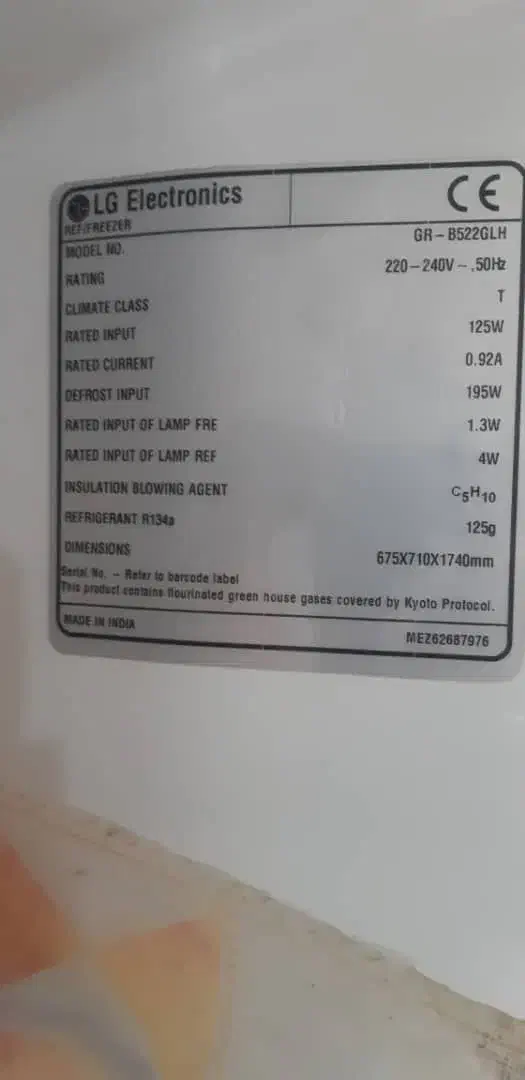 LG Electronics
REF/FREEZER
MODEL NO. GR-B522GLH
RATING 220-240V~,50Hz
CLIMATE CLASS T
RATED INPUT 125W
RATED CURRENT 0.92A
DEFROST INPUT 195W
RATED INPUT OF LAMP FRE 1.3W
RATED INPUT OF LAMP REF 4W
INSULATION BLOWING AGENT C5H10
REFRIGERANT R134a 125g
DIMENSIONS 675X710X1740mm
Serial No. - Refer to barcode label
This product contains flourinated green house gases covered by Kyoto Protocol.
MADE IN INDIA MEZ62687976